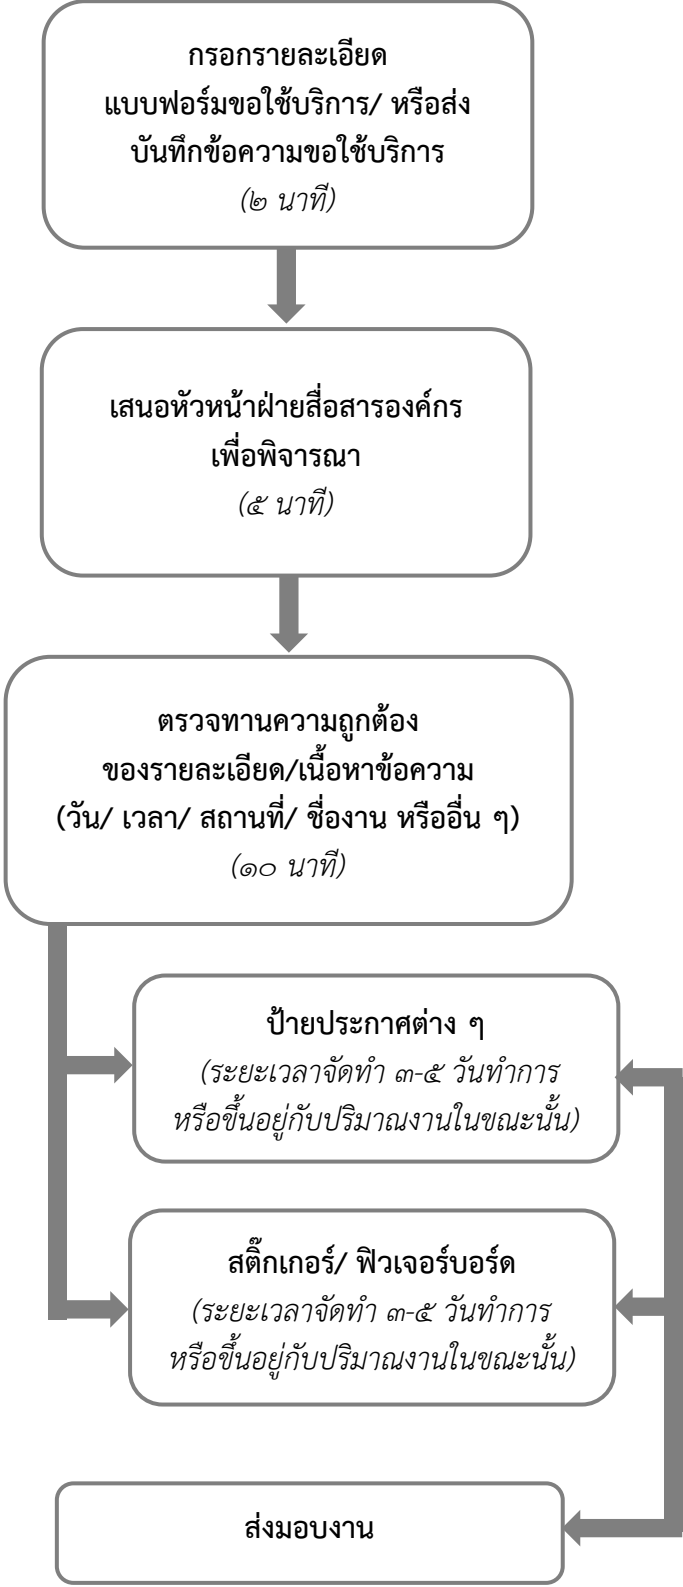 กรอกรายละเอียด
แบบฟอร์มขอใช้บริการ/ หรือส่ง
บันทึกข้อความขอใช้บริการ
(๒ นาที)
เสนอหัวหน้าฝ่ายสื่อสารองค์กร
เพื่อพิจารณา
(๕ นาที)
ตรวจทานความถูกต้อง
ของรายละเอียด/เนื้อหาข้อความ
(วัน/ เวลา/ สถานที่/ ชื่องาน หรืออื่น ๆ)
(๑๐ นาที)
ป้ายประกาศต่าง ๆ
(ระยะเวลาจัดทำ ๓-๕ วันทำการ
หรือขึ้นอยู่กับปริมาณงานในขณะนั้น)
สติ๊กเกอร์/ ฟิวเจอร์บอร์ด
(ระยะเวลาจัดทำ ๓-๕ วันทำการ
หรือขึ้นอยู่กับปริมาณงานในขณะนั้น)
ส่งมอบงาน